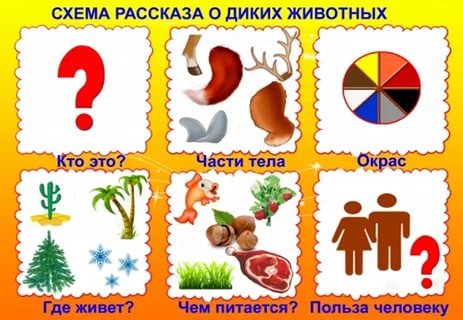 СХЕМА РАССКАЗА О ДИКИХ ЖИВОТНЫХ
?
Кто это?
Части тела
Окрас
?
Где живет?
Чем питается?
Польза человеку